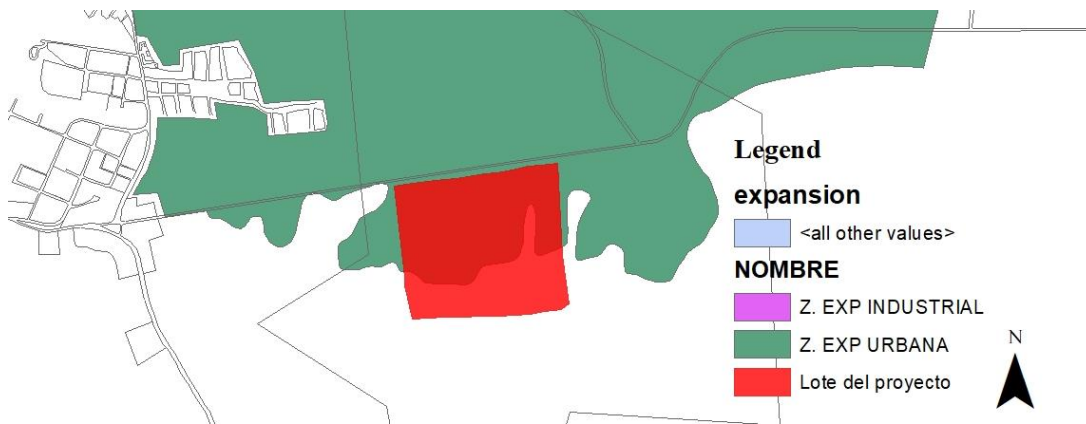 Legend
expansion
<all other values>
NOMBRE
Z. EXP INDUSTRIAL
Z. EXP URBANA
Lote del proyecto
N